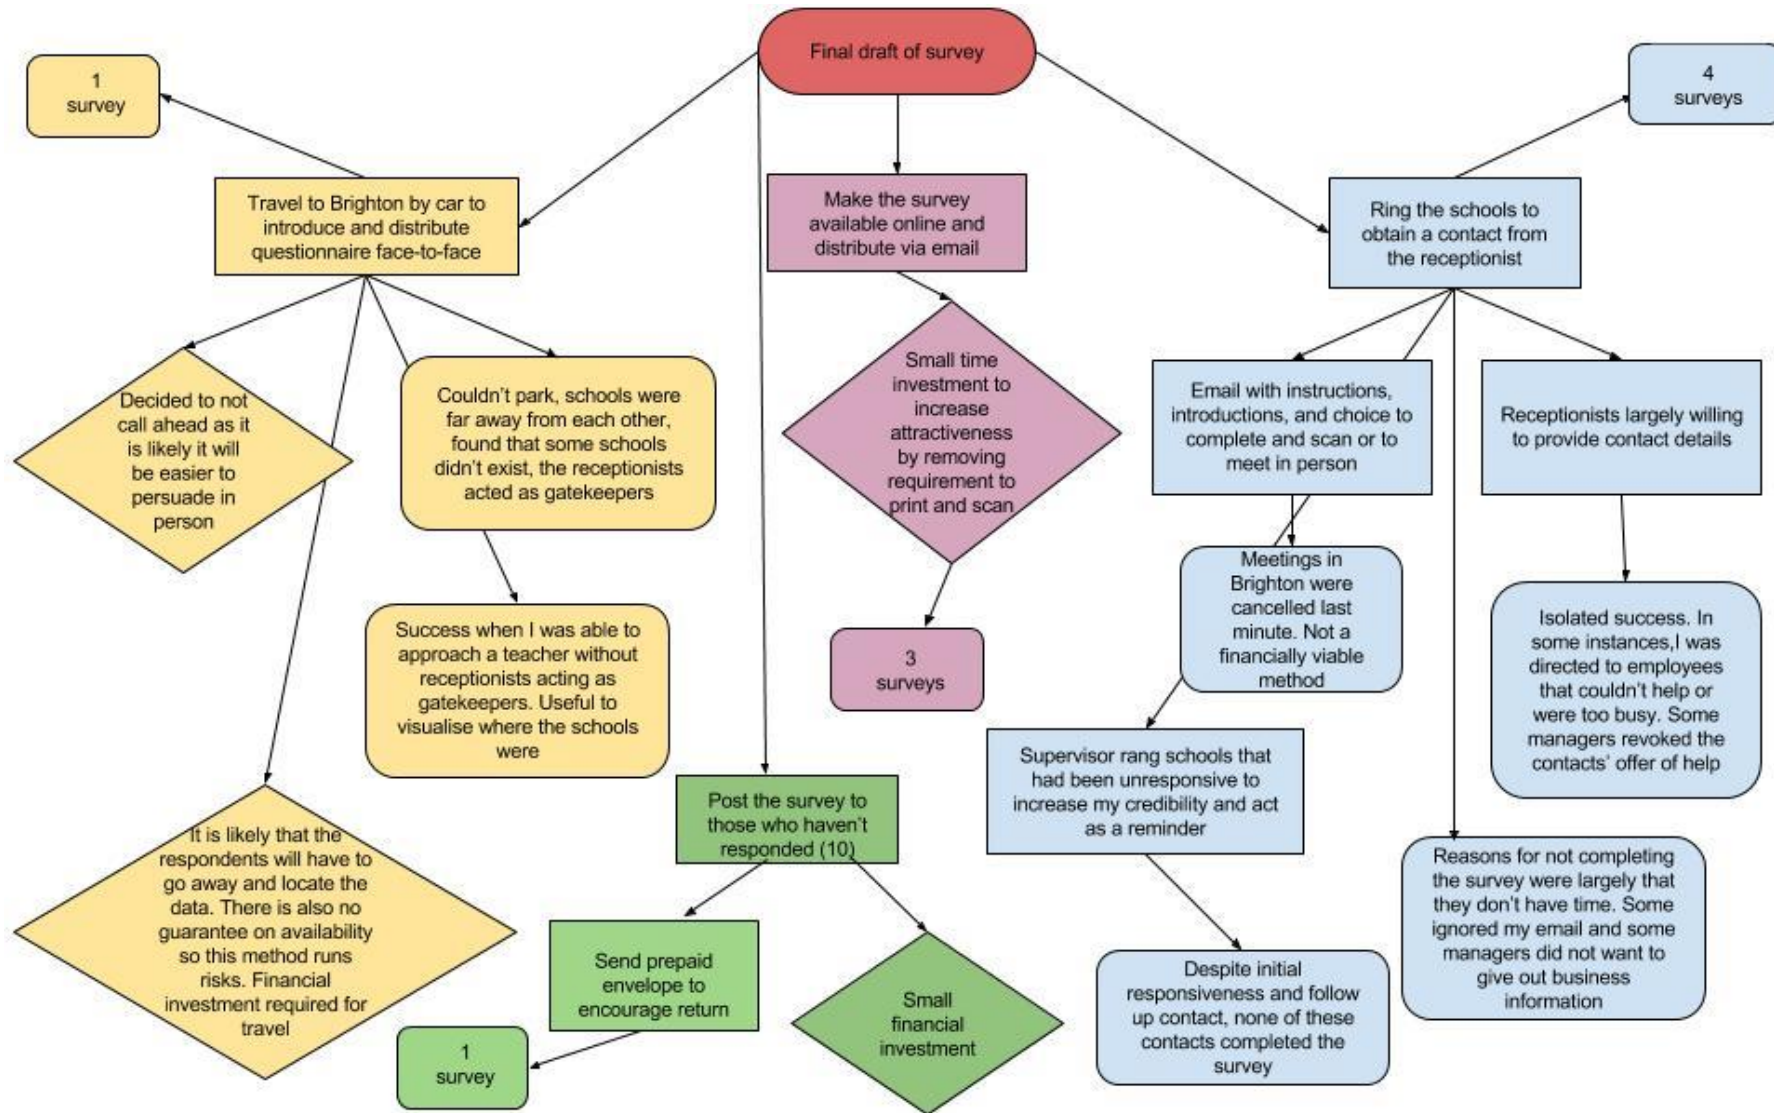 Final draft of survey
1
survey
4
surveys
Travel to Brighton by car to
introduce and distribute
questionnaire face-to-face
Make the survey
available online and
distribute via email
Ring the schools to
obtain a contact from
the receptionist
Decided to not
call ahead as it
is likely it will
be easier to
persuade in
person
Couldn't park, schools were
far away from each other,
found that some schools
didn't exist, the receptionists
acted as gatekeepers
Small time
investment to
increase
attractiveness
by removing
requirement to
print and scan
Email with instructions,
introductions, and choice to
complete and scan or to
meet in person
Receptionists largely willing
to provide contact details
Success when I was able to
approach a teacher without
receptionists acting as
gatekeepers. Useful to
visualise where the schools
were
3
surveys
Meetings in
Brighton were
cancelled last
minute. Not a
financially viable
method
Isolated success. In
some instances,I was
directed to employees
that couldn't help or
were too busy. Some
managers revoked the
contacts' offer of help
Supervisor rang schools that
had been unresponsive to
increase my credibility and act
as a reminder
Post the survey to
those who haven't
responded (10)
It is likely that the
respondents will have to
go away and locate the
data. There is also no
guarantee on availability
so this method runs
risks. Financial
investment required for
travel
Reasons for not completing
the survey were largely that
they don't have time. Some
ignored my email and some
managers did not want to
give out business
information
Send prepaid
envelope to
encourage return
Small
financial
investment
Despite initial
responsiveness and follow
up contact, none of these
contacts completed the
survey
1
survey